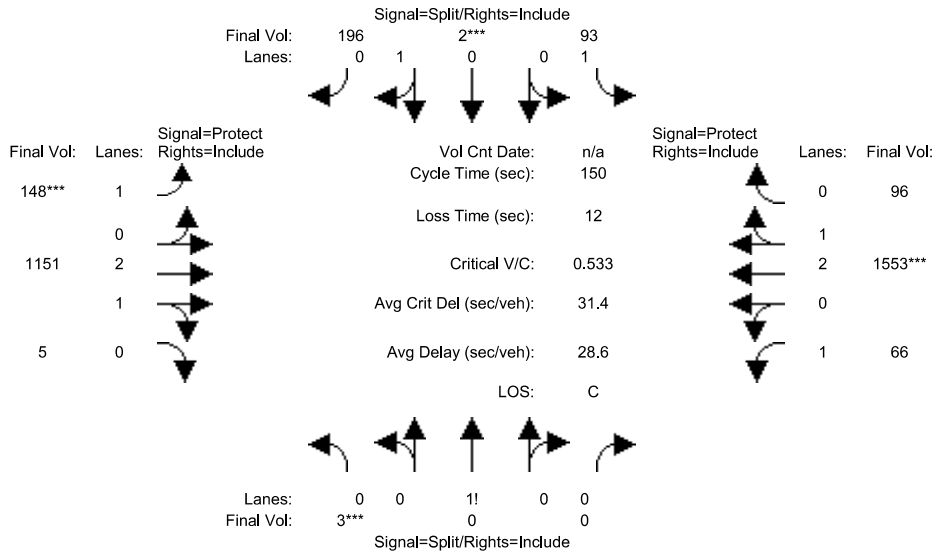 Signal=Split/Rights=Include
Final Vol: 196 2*** 93
Lanes: 0 1 0 0 1
Signal=Protect
Final Vol: Lanes: Rights=Include
Vol Cnt Date: n/a
Signal=Protect
Rights=Include Lanes: Final Vol:
Cycle Time (sec): 150
148*** 1
0 96
Loss Time (sec): 12
0
1
1151 2
Critical V/C: 0.533
2 1553***
1
Avg Crit Del (sec/veh): 31.4
0
5 0
Avg Delay (sec/veh): 28.6
1 66
LOS: C
Lanes: 0 0 1! 0 0
Final Vol: 3*** 0 0
Signal=Split/Rights=Include